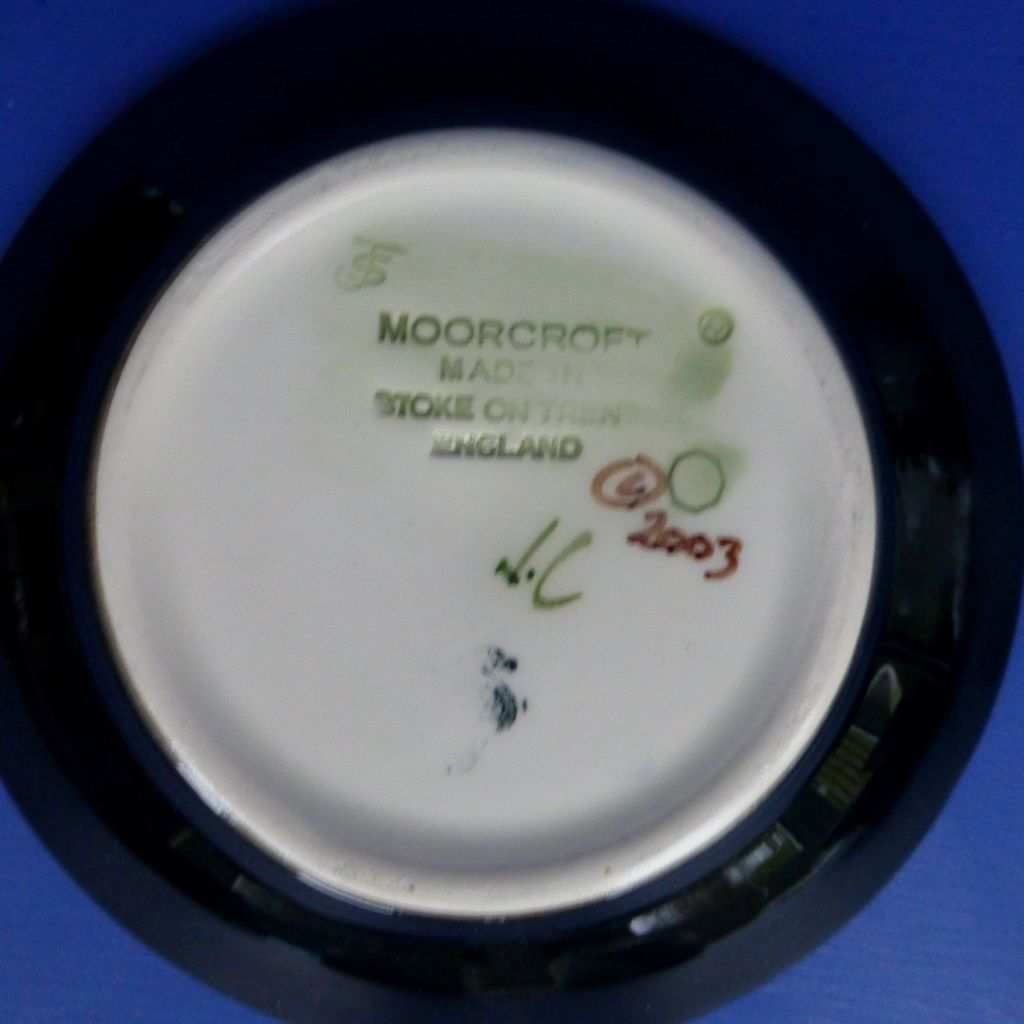 MOORCROFT ®
MADE IN
STOKE ON TRENT
ENGLAND
©
2003